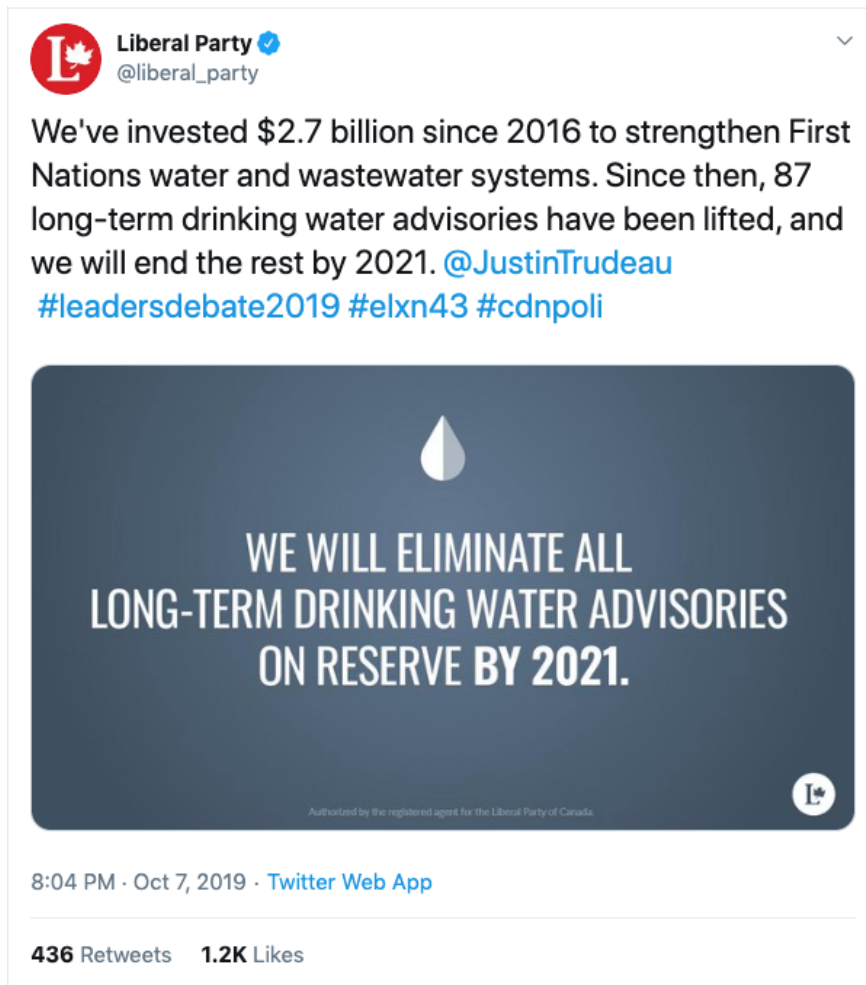 Liberal Party
@liberal_party
We've invested $2.7 billion since 2016 to strengthen First
Nations water and wastewater systems. Since then, 87
long-term drinking water advisories have been lifted, and
we will end the rest by 2021. @JustinTrudeau
#leadersdebate2019 #elxn43 #cdnpoli
WE WILL ELIMINATE ALL
LONG-TERM DRINKING WATER ADVISORIES
ON RESERVE BY 2021.
Authorized by the registered agent for the Liberal Party of Canada.
8:04 PM · Oct 7, 2019 · Twitter Web App
436 Retweets 1.2K Likes